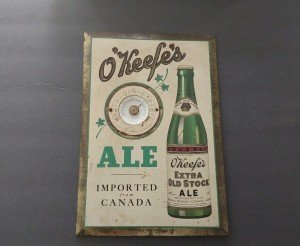 O'Keefe's
ALE
IMPORTED
from
CANADA
O'Keefe's
EXTRA
OLD STOCK
ALE